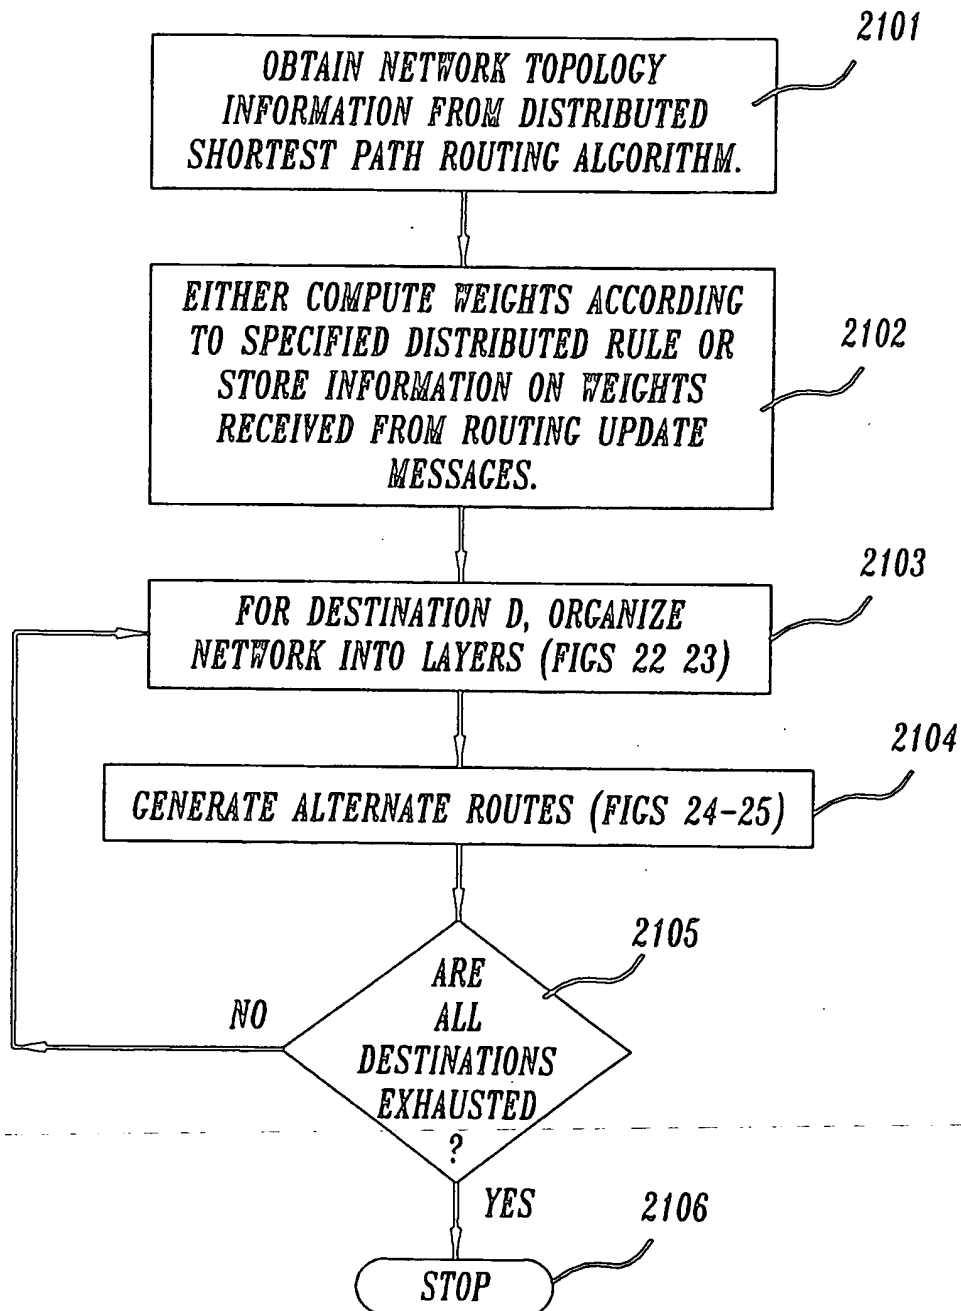 2101
OBTAIN NETWORK TOPOLOGY
INFORMATION FROM DISTRIBUTED
SHORTEST PATH ROUTING ALGORITHM.
2102
EITHER COMPUTE WEIGHTS ACCORDING
TO SPECIFIED DISTRIBUTED RULE OR
STORE INFORMATION ON WEIGHTS
RECEIVED FROM ROUTING UPDATE
MESSAGES.
2103
FOR DESTINATION D, ORGANIZE
NETWORK INTO LAYERS (FIGS 22 23)
2104
GENERATE ALTERNATE ROUTES (FIGS 24-25)
2105
ARE
ALL
DESTINATIONS
EXHAUSTED
?
NO
YES
2106
STOP